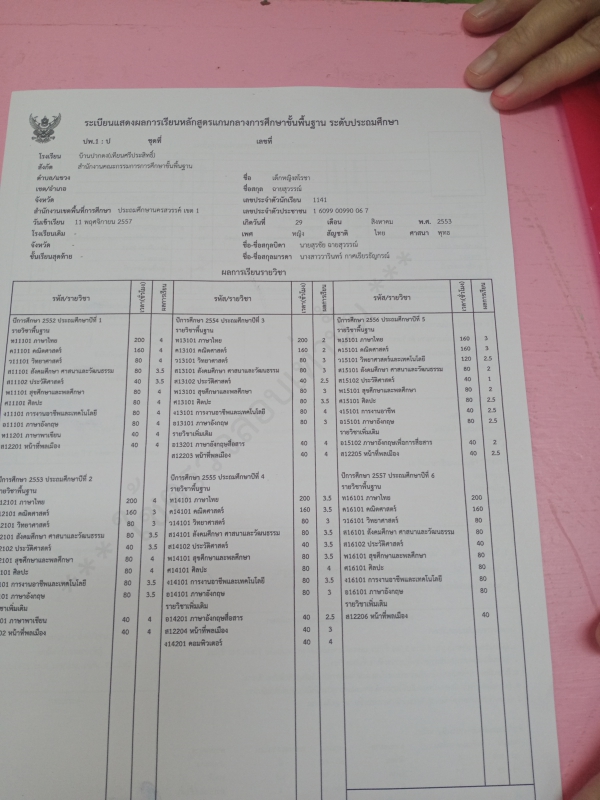 ระเบียนแสดงผลการเรียนหลักสูตรแกนกลางการศึกษาขั้นพื้นฐาน ระดับประถมศึกษา
ปพ.1 : ป ชุดที่ เลขที่
โรงเรียน บ้านปากดง(เทียนศรีประสิทธิ์)
สังกัด สำนักงานคณะกรรมการการศึกษาขั้นพื้นฐาน
ตำบล/แขวง ชื่อ เด็กหญิง
เขต/อำเภอ ชื่อสกุล ฉายสุวรรณ์
จังหวัด เลขประจำตัวนักเรียน 1141
สำนักงานเขตพื้นที่การศึกษา ประถมศึกษานครสวรรค์ เขต 1 เลขประจำตัวประชาชน 1 6099 00990 06 7
วันเข้าเรียน 11 พฤศจิกายน 2557 เกิดวันที่ 29 เดือน สิงหาคม พ.ศ. 2553
โรงเรียนเดิม - เพศ หญิง สัญชาติ ไทย ศาสนา พุทธ
จังหวัด - ชื่อ-ชื่อสกุลบิดา นายสุรชัย ฉายสุวรรณ์
ชั้นเรียนสุดท้าย - ชื่อ-ชื่อสกุลมารดา นางสาววารินทร์
ผลการเรียนรายวิชา
รหัส/รายวิชา เวลา(ชั่วโมง) ผลการเรียน รหัส/รายวิชา เวลา(ชั่วโมง) ผลการเรียน รหัส/รายวิชา เวลา(ชั่วโมง) ผลการเรียน
ปีการศึกษา 2552 ประถมศึกษาปีที่ 1
รายวิชาพื้นฐาน
ท11101 ภาษาไทย 200 4
ค11101 คณิตศาสตร์ 160 4
ว11101 วิทยาศาสตร์ 80 4
ส11101 สังคมศึกษา ศาสนาและวัฒนธรรม 80 3.5
ส11102 ประวัติศาสตร์ 40 3.5
พ11101 สุขศึกษาและพลศึกษา 80 4
ศ11101 ศิลปะ 80 4
ง11101 การงานอาชีพและเทคโนโลยี 40 4
อ11101 ภาษาอังกฤษ 40 4
พ11201 ภาษาพาเขียน 40 4
ส12201 หน้าที่พลเมือง 40 4
ปีการศึกษา 2553 ประถมศึกษาปีที่ 2
รายวิชาพื้นฐาน
12101 ภาษาไทย 200 4
12101 คณิตศาสตร์ 160 3
2101 วิทยาศาสตร์ 80 3
2101 สังคมศึกษา ศาสนาและวัฒนธรรม 80 3.5
2102 ประวัติศาสตร์ 40 3.5
2101 สุขศึกษาและพลศึกษา 80 4
101 ศิลปะ 80 4
101 การงานอาชีพและเทคโนโลยี 80 3.5
101 ภาษาอังกฤษ 80 3.5
ชาเพิ่มเติม
01 ภาษาพาเขียน 40 4
02 หน้าที่พลเมือง 40 4
ปีการศึกษา 2554 ประถมศึกษาปีที่ 3
รายวิชาพื้นฐาน
ท13101 ภาษาไทย 200 2
ค13101 คณิตศาสตร์ 160 2
ว13101 วิทยาศาสตร์ 80 3
ส13101 สังคมศึกษา ศาสนาและวัฒนธรรม 80 3
ส13102 ประวัติศาสตร์ 40 2.5
พ13101 สุขศึกษาและพลศึกษา 80 3
ศ13101 ศิลปะ 80 3.5
ง13101 การงานอาชีพและเทคโนโลยี 80 4
อ13101 ภาษาอังกฤษ 80 3
รายวิชาเพิ่มเติม
อ13201 ภาษาอังกฤษสื่อสาร 40 4
ส12205 หน้าที่พลเมือง 40 4
ปีการศึกษา 2555 ประถมศึกษาปีที่ 4
รายวิชาพื้นฐาน
ท14101 ภาษาไทย 200 3.5
ค14101 คณิตศาสตร์ 160 3.5
ว14101 วิทยาศาสตร์ 80 3
ส14101 สังคมศึกษา ศาสนาและวัฒนธรรม 80 3.5
ส14102 ประวัติศาสตร์ 40 3.5
พ14101 สุขศึกษาและพลศึกษา 80 3.5
ศ14101 ศิลปะ 80 4
ง14101 การงานอาชีพและเทคโนโลยี 80 3.5
อ14101 ภาษาอังกฤษ 80 3
รายวิชาเพิ่มเติม
อ14201 ภาษาอังกฤษสื่อสาร 40 2.5
ส12204 หน้าที่พลเมือง 40 3
ง14201 คอมพิวเตอร์ 40 4
ปีการศึกษา 2556 ประถมศึกษาปีที่ 5
รายวิชาพื้นฐาน
ท15101 ภาษาไทย 160 3
ค15101 คณิตศาสตร์ 160 3
ว15101 วิทยาศาสตร์และเทคโนโลยี 120 2.5
ส15101 สังคมศึกษา ศาสนาและวัฒนธรรม 80 2
ส15102 ประวัติศาสตร์ 40 1
พ15101 สุขศึกษาและพลศึกษา 80 2
ศ15101 ศิลปะ 80 2.5
ง15101 การงานอาชีพ 40 2.5
อ15101 ภาษาอังกฤษ 80 2.5
รายวิชาเพิ่มเติม
อ15102 ภาษาอังกฤษเพื่อการสื่อสาร 40 2
ส12205 หน้าที่พลเมือง 40 2.5
ปีการศึกษา 2557 ประถมศึกษาปีที่ 6
รายวิชาพื้นฐาน
ท16101 ภาษาไทย 200
ค16101 คณิตศาสตร์ 160
ว16101 วิทยาศาสตร์ 80
ส16101 สังคมศึกษา ศาสนาและวัฒนธรรม 80
ส16102 ประวัติศาสตร์ 40
พ16101 สุขศึกษาและพลศึกษา 80
ศ16101 ศิลปะ 80
ง16101 การงานอาชีพและเทคโนโลยี 80
อ16101 ภาษาอังกฤษ 80
รายวิชาเพิ่มเติม
ส12206 หน้าที่พลเมือง 40